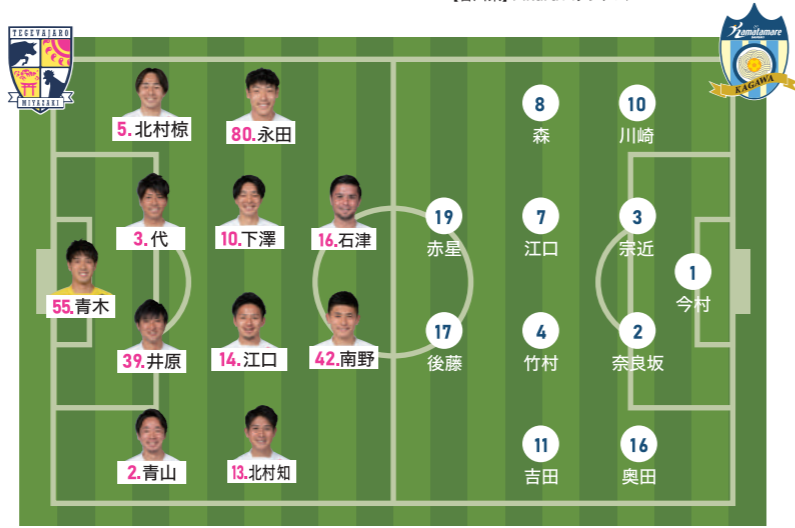 TEGEVAJARO
MIYAZAKI
Kamatamare
KAGAWA
5.北村椋
80.永田
3.代
10.下澤
16.石津
55.青木
39.井原
14.江口
42.南野
2.青山
13.北村知
8
森
10
川崎
19
赤星
7
江口
3
宗近
1
今村
17
後藤
4
竹村
2
奈良坂
11
吉田
16
奥田